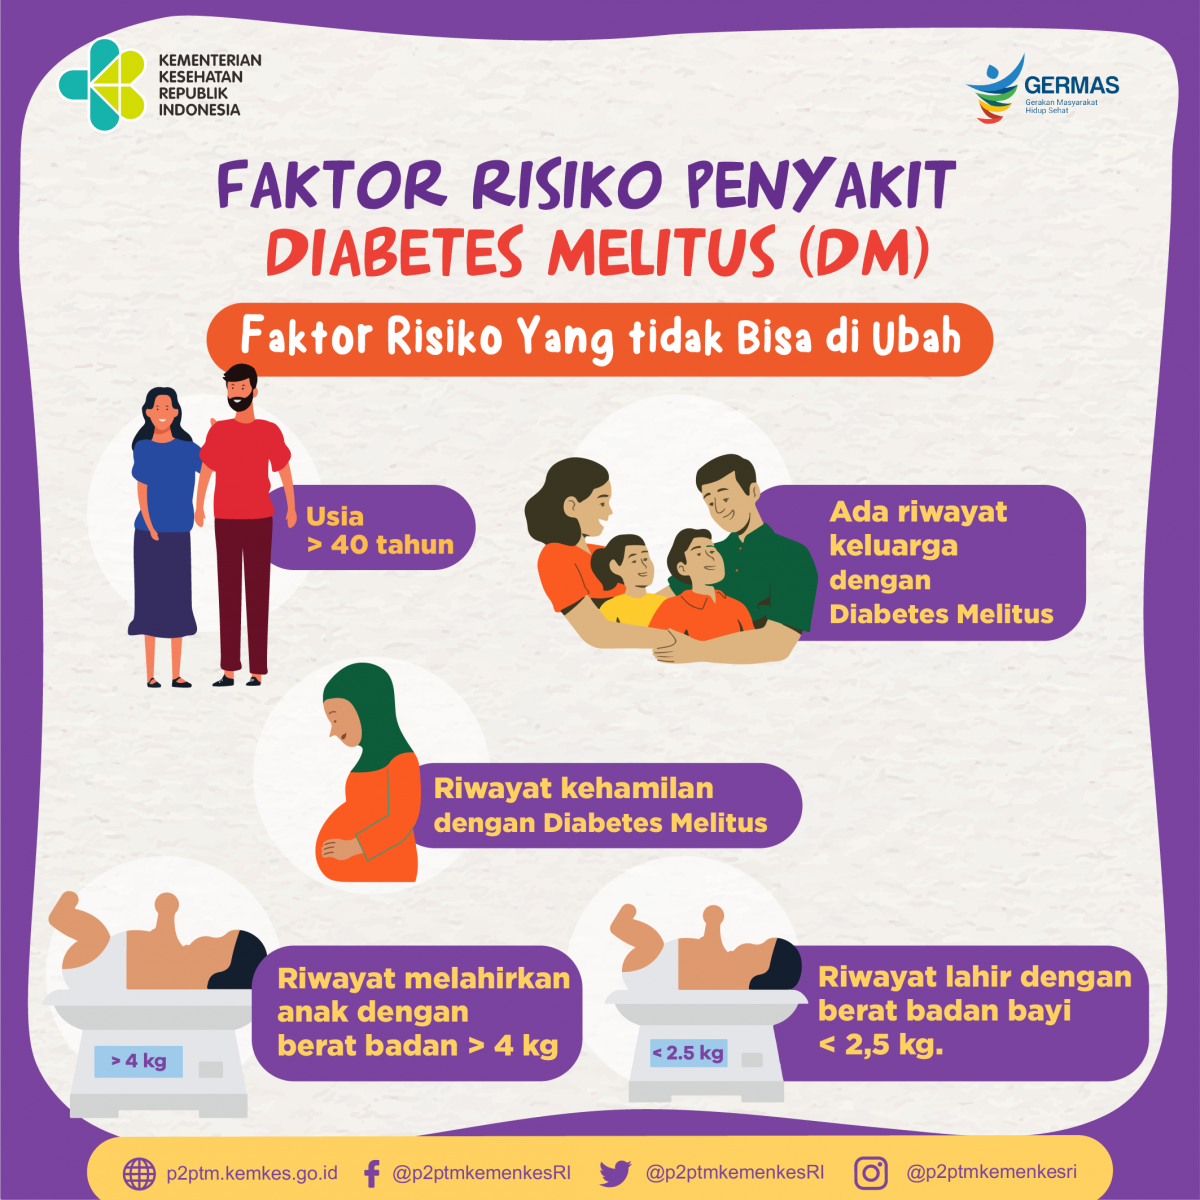 KEMENTERIAN
KESEHATAN
REPUBLIK
INDONESIA
GERMAS
Gerakan Masyarakat
Hidup Sehat
FAKTOR RISIKO PENYAKIT
DIABETES MELITUS (DM)
Faktor Risiko Yang tidak Bisa di Ubah
Usia
> 40 tahun
Ada riwayat
keluarga
dengan
Diabetes Melitus
Riwayat kehamilan
dengan Diabetes Melitus
> 4 kg
Riwayat melahirkan
anak dengan
berat badan > 4 kg
< 2.5 kg
Riwayat lahir dengan
berat badan bayi
< 2,5 kg.
p2ptm.kemkes.go.id
@p2ptmkemenkesRI
@p2ptmkemenkesRI
@p2ptmkemenkesri